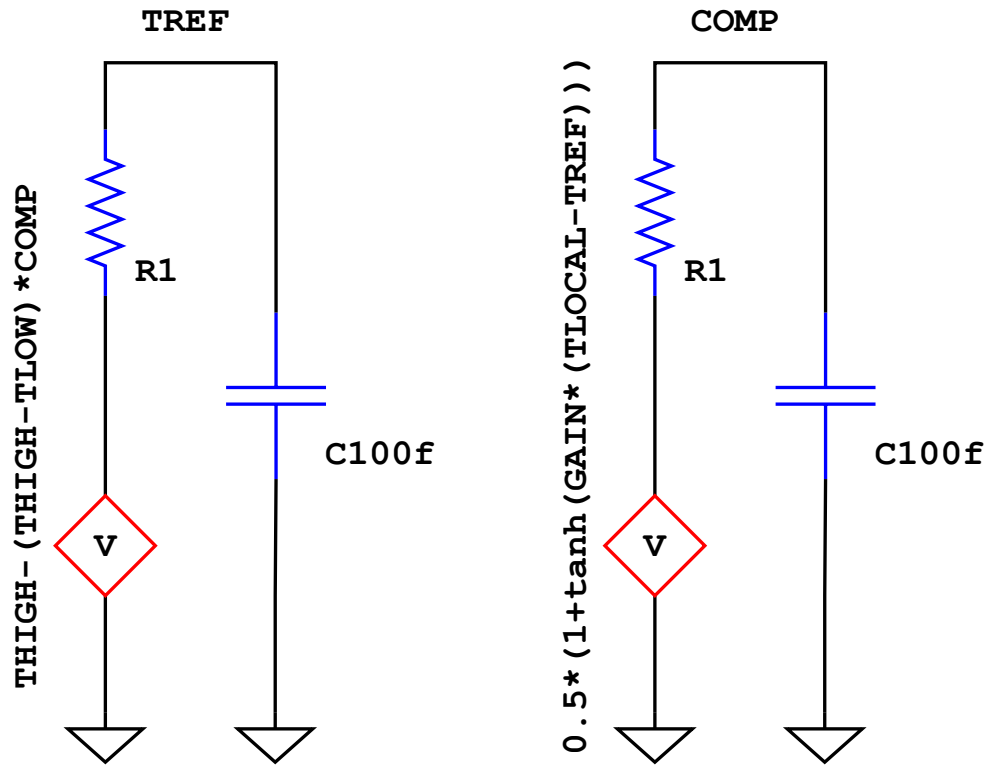 TREF
COMP
THIGH-(THIGH-TLOW)*COMP
0.5*(1+tanh(GAIN*(TLOCAL-TREF)))
R1
R1
C100f
C100f
V
V